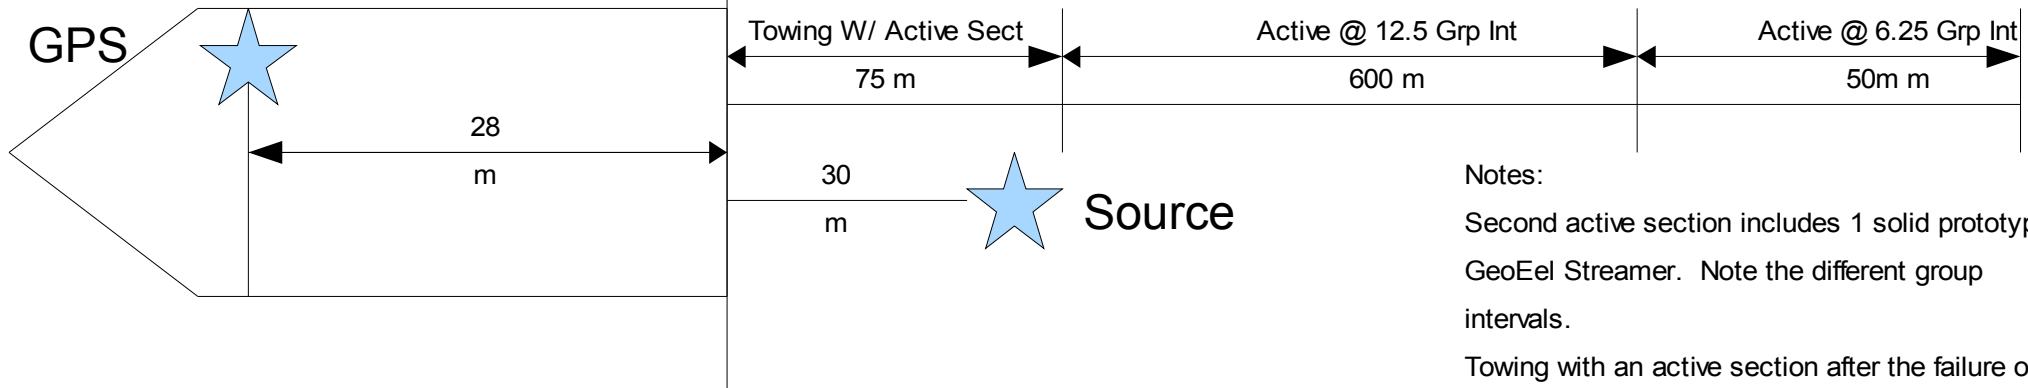 GPS
Towing W/ Active Sect
Active @ 12.5 Grp Int
Active @ 6.25 Grp Int
75 m
600 m
50m m
28
m
30
m
Source
Notes:
Second active section includes 1 solid
GeoEel Streamer. Note the different group
intervals.
Towing with an active section after the failure